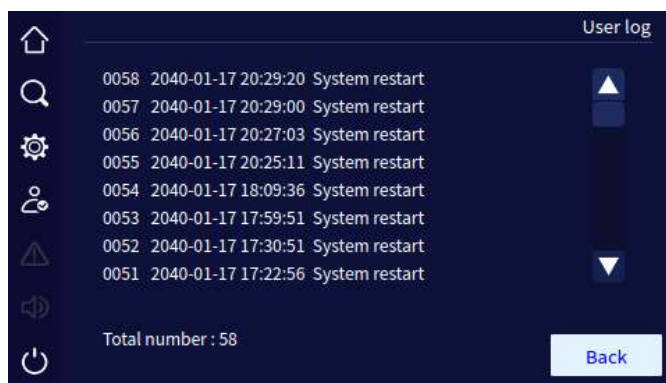 User log
0058 2040-01-17 20:29:20 System restart
0057 2040-01-17 20:29:00 System restart
0056 2040-01-17 20:27:03 System restart
0055 2040-01-17 20:25:11 System restart
0054 2040-01-17 18:09:36 System restart
0053 2040-01-17 17:59:51 System restart
0052 2040-01-17 17:30:51 System restart
0051 2040-01-17 17:22:56 System restart
Total number : 58
Back